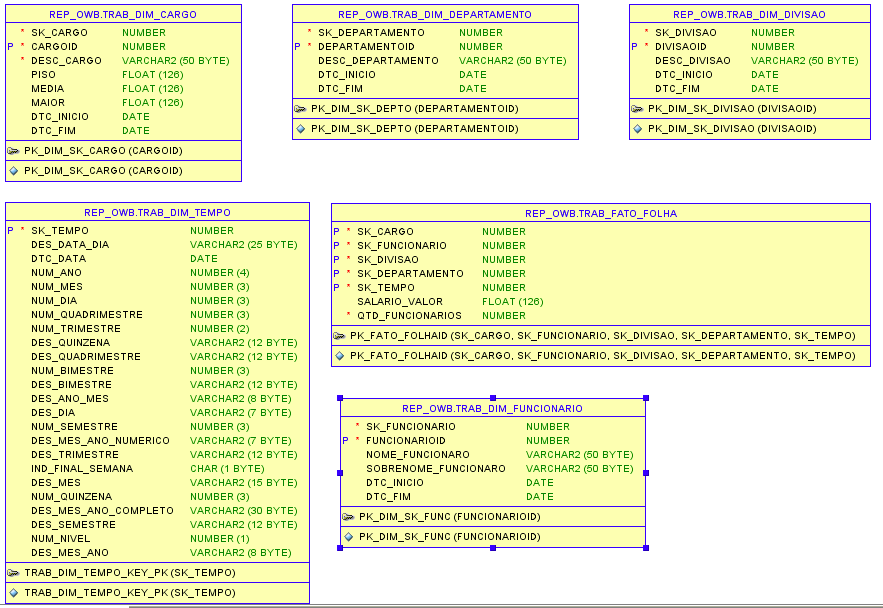 REP_OWB.TRAB_DIM_CARGO
* SK_CARGO NUMBER
P * CARGOID NUMBER
* DESC_CARGO VARCHAR2 (50 BYTE)
PISO FLOAT (126)
MEDIA FLOAT (126)
MAIOR FLOAT (126)
DTC_INICIO DATE
DTC_FIM DATE
PK_DIM_SK_CARGO (CARGOID)
PK_DIM_SK_CARGO (CARGOID)
REP_OWB.TRAB_DIM_DEPARTAMENTO
* SK_DEPARTAMENTO NUMBER
P * DEPARTAMENTOID NUMBER
DESC_DEPARTAMENTO VARCHAR2 (50 BYTE)
DTC_INICIO DATE
DTC_FIM DATE
PK_DIM_SK_DEPTO (DEPARTAMENTOID)
PK_DIM_SK_DEPTO (DEPARTAMENTOID)
REP_OWB.TRAB_DIM_DIVISAO
* SK_DIVISAO NUMBER
P * DIVISAOID NUMBER
DESC_DIVISAO VARCHAR2 (50 BYTE)
DTC_INICIO DATE
DTC_FIM DATE
PK_DIM_SK_DIVISAO (DIVISAOID)
PK_DIM_SK_DIVISAO (DIVISAOID)
REP_OWB.TRAB_DIM_TEMPO
P * SK_TEMPO NUMBER
DES_DATA_DIA VARCHAR2 (25 BYTE)
DTC_DATA DATE
NUM_ANO NUMBER (4)
NUM_MES NUMBER (3)
NUM_DIA NUMBER (3)
NUM_QUADRIMESTRE NUMBER (3)
NUM_TRIMESTRE NUMBER (2)
DES_QUINZENA VARCHAR2 (12 BYTE)
DES_QUADRIMESTRE VARCHAR2 (12 BYTE)
NUM_BIMESTRE NUMBER (3)
DES_BIMESTRE VARCHAR2 (12 BYTE)
DES_ANO_MES VARCHAR2 (8 BYTE)
DES_DIA VARCHAR2 (7 BYTE)
NUM_SEMESTRE NUMBER (3)
DES_MES_ANO_NUMERICO VARCHAR2 (7 BYTE)
DES_TRIMESTRE VARCHAR2 (12 BYTE)
IND_FINAL_SEMANA CHAR (1 BYTE)
DES_MES VARCHAR2 (15 BYTE)
NUM_QUINZENA NUMBER (3)
DES_MES_ANO_COMPLETO VARCHAR2 (30 BYTE)
DES_SEMESTRE VARCHAR2 (12 BYTE)
NUM_NIVEL NUMBER (1)
DES_MES_ANO VARCHAR2 (8 BYTE)
TRAB_DIM_TEMPO_KEY_PK (SK_TEMPO)
TRAB_DIM_TEMPO_KEY_PK (SK_TEMPO)
REP_OWB.TRAB_FATO_FOLHA
P * SK_CARGO NUMBER
P * SK_FUNCIONARIO NUMBER
P * SK_DIVISAO NUMBER
P * SK_DEPARTAMENTO NUMBER
P * SK_TEMPO NUMBER
SALARIO_VALOR FLOAT (126)
* QTD_FUNCIONARIOS NUMBER
PK_FATO_FOLHAID (SK_CARGO, SK_FUNCIONARIO, SK_DIVISAO, SK_DEPARTAMENTO, SK_TEMPO)
PK_FATO_FOLHAID (SK_CARGO, SK_FUNCIONARIO, SK_DIVISAO, SK_DEPARTAMENTO, SK_TEMPO)
REP_OWB.TRAB_DIM_FUNCIONARIO
* SK_FUNCIONARIO NUMBER
P * FUNCIONARIOID NUMBER
NOME_FUNCIONARO VARCHAR2 (50 BYTE)
SOBRENOME_FUNCIONARO VARCHAR2 (50 BYTE)
DTC_INICIO DATE
DTC_FIM DATE
PK_DIM_SK_FUNC (FUNCIONARIOID)
PK_DIM_SK_FUNC (FUNCIONARIOID)